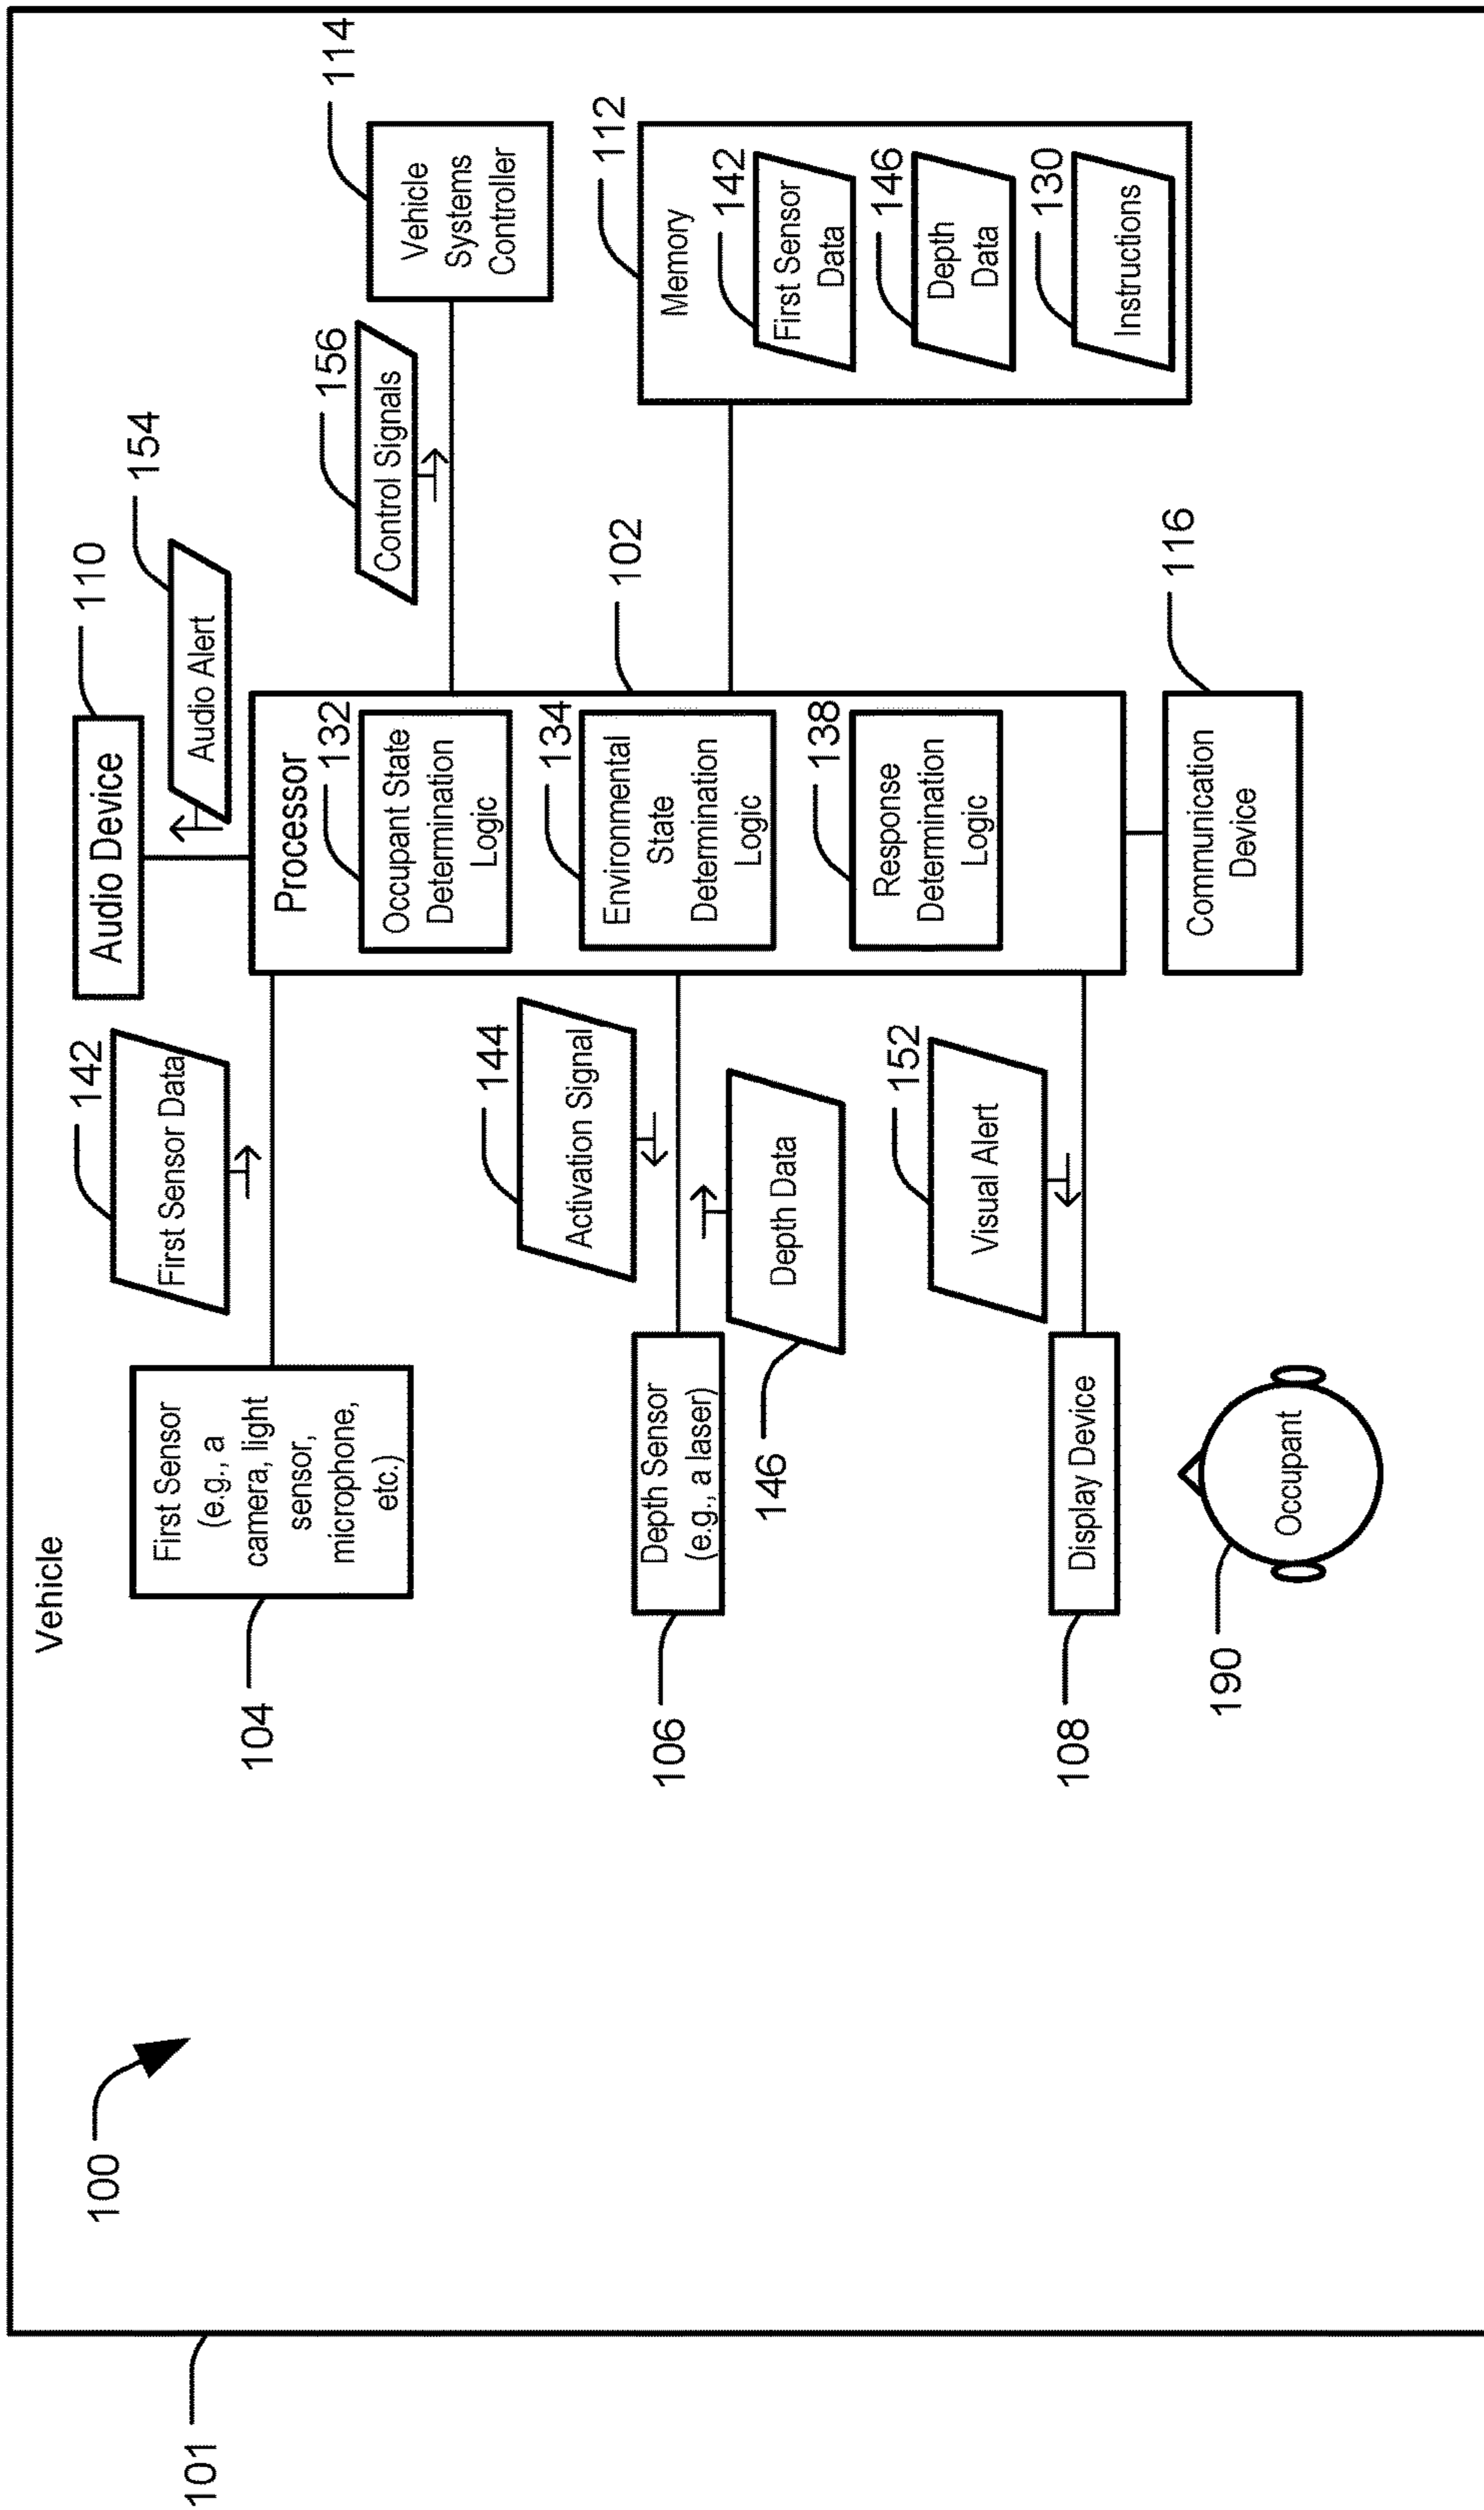 100
101
Vehicle
104
First Sensor
(e.g., a
camera, light
sensor,
microphone,
etc.)
142
First Sensor Data
106
Depth Sensor
(e.g., a laser)
144
Activation Signal
146
Depth Data
108
Display Device
152
Visual Alert
190
Occupant
Audio Device
110
Audio Alert
154
Processor
102
132
Occupant State
Determination
Logic
134
Environmental
State
Determination
Logic
138
Response
Determination
Logic
Communication
Device
116
156
Control Signals
114
Vehicle
Systems
Controller
112
Memory
142
First Sensor
Data
146
Depth
Data
130
Instructions